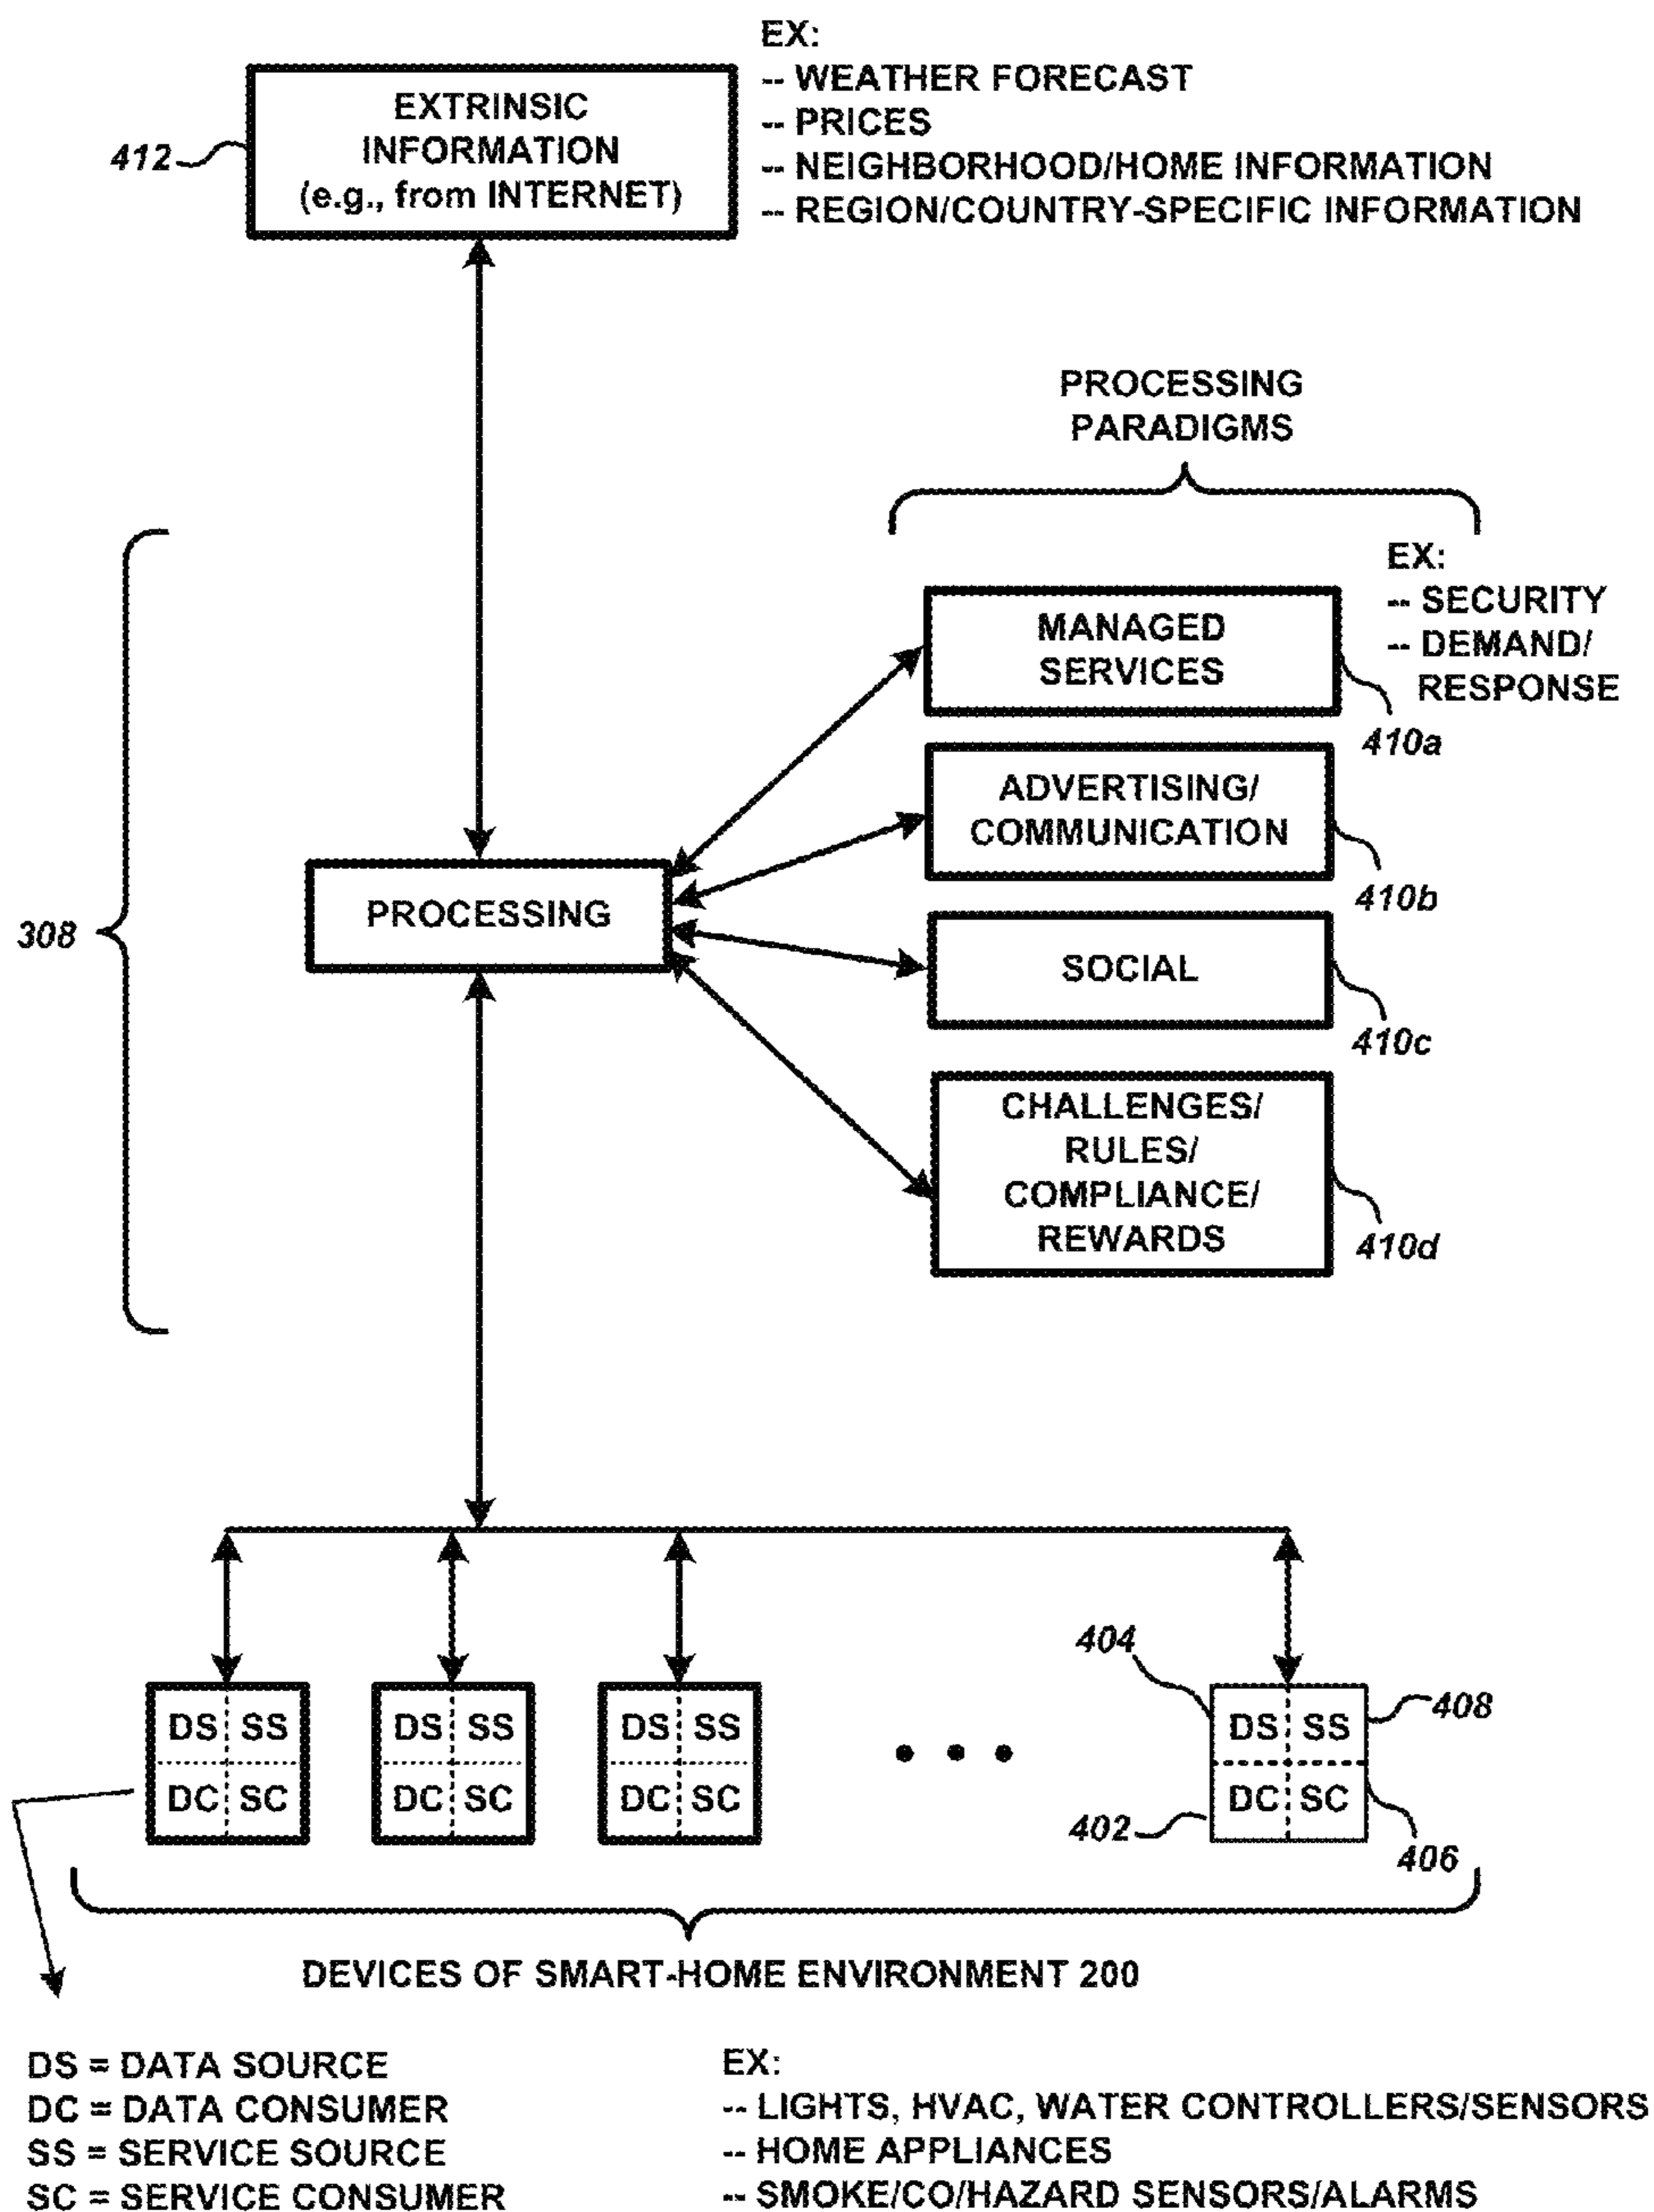 EX:
-- WEATHER FORECAST
-- PRICES
-- NEIGHBORHOOD/HOME INFORMATION
-- REGION/COUNTRY-SPECIFIC INFORMATION
EXTRINSIC
INFORMATION
(e.g., from INTERNET)
412
PROCESSING
PARADIGMS
EX:
-- SECURITY
-- DEMAND/
RESPONSE
MANAGED
SERVICES
410a
ADVERTISING/
COMMUNICATION
410b
PROCESSING
308
SOCIAL
410c
CHALLENGES/
RULES/
COMPLIANCE/
REWARDS
410d
404
408
DS SS
DC SC
DS SS
DC SC
DS SS
DC SC
• • •
DS SS
DC SC
402
406
DEVICES OF SMART-HOME ENVIRONMENT 200
DS = DATA SOURCE
DC = DATA CONSUMER
SS = SERVICE SOURCE
SC = SERVICE CONSUMER
EX:
-- LIGHTS, HVAC, WATER CONTROLLERS/SENSORS
-- HOME APPLIANCES
-- SMOKE/CO/HAZARD SENSORS/ALARMS